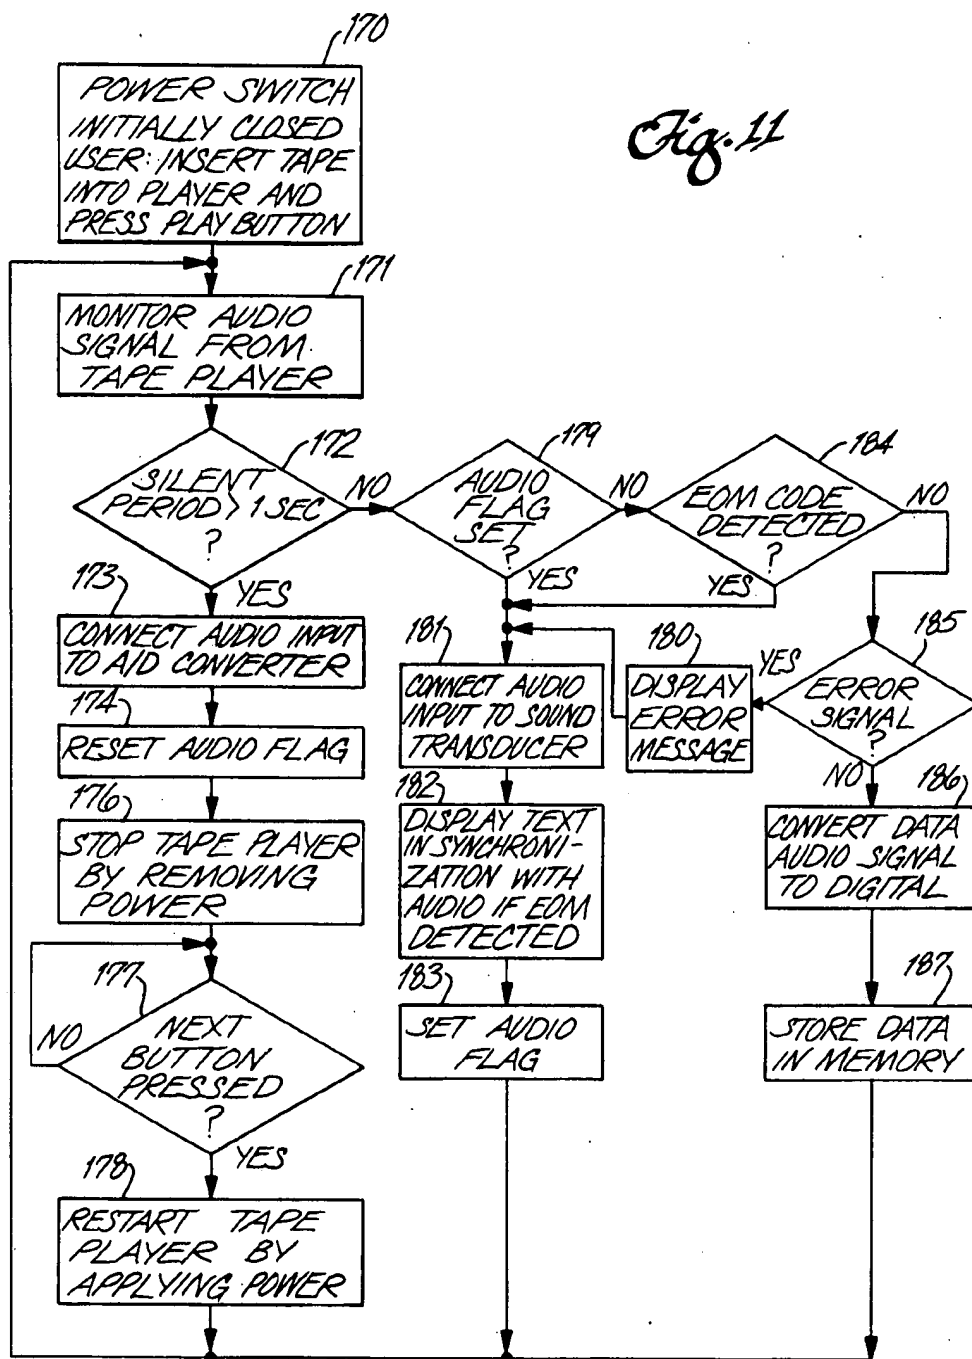 170
POWER SWITCH
INITIALLY CLOSED
USER: INSERT TAPE
INTO PLAYER AND
PRESS PLAY BUTTON
Fig. 11
171
MONITOR AUDIO
SIGNAL FROM
TAPE PLAYER
172
SILENT
PERIOD > 1 SEC
?
NO
YES
179
AUDIO
FLAG
SET
?
NO
YES
184
EOM CODE
DETECTED
?
NO
YES
173
CONNECT AUDIO INPUT
TO A/D CONVERTER
174
RESET AUDIO FLAG
176
STOP TAPE PLAYER
BY REMOVING
POWER
177
NEXT
BUTTON
PRESSED
?
NO
YES
178
RESTART TAPE
PLAYER BY
APPLYING POWER
181
CONNECT AUDIO
INPUT TO SOUND
TRANSDUCER
182
DISPLAY TEXT
IN SYNCHRONI-
ZATION WITH
AUDIO IF EOM
DETECTED
183
SET AUDIO
FLAG
180
DISPLAY
ERROR
MESSAGE
185
ERROR
SIGNAL
?
YES
NO
186
CONVERT DATA
AUDIO SIGNAL
TO DIGITAL
187
STORE DATA
IN MEMORY